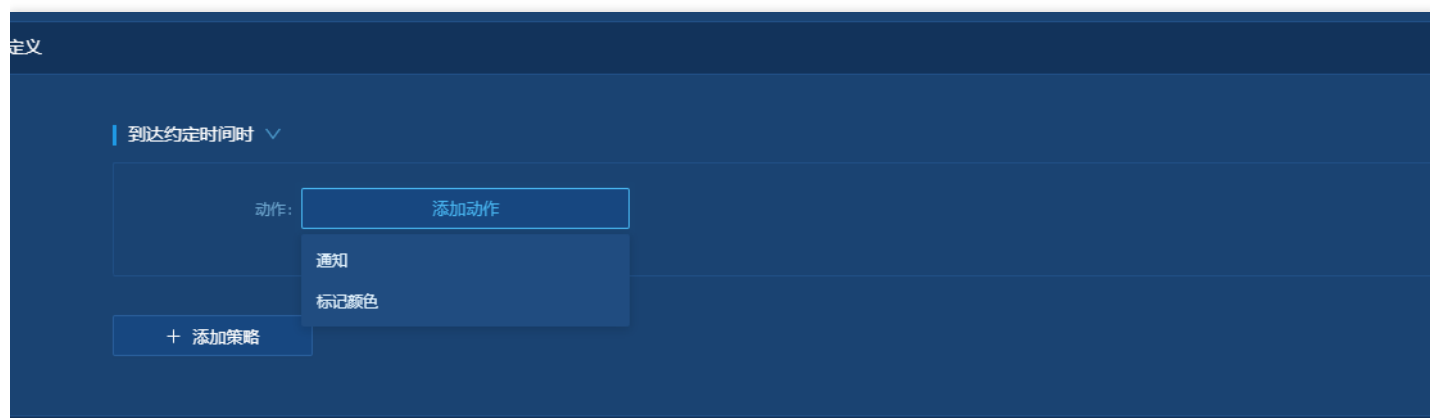 定义
到达约定时间时
动作: 添加动作
通知
标记颜色
+ 添加策略